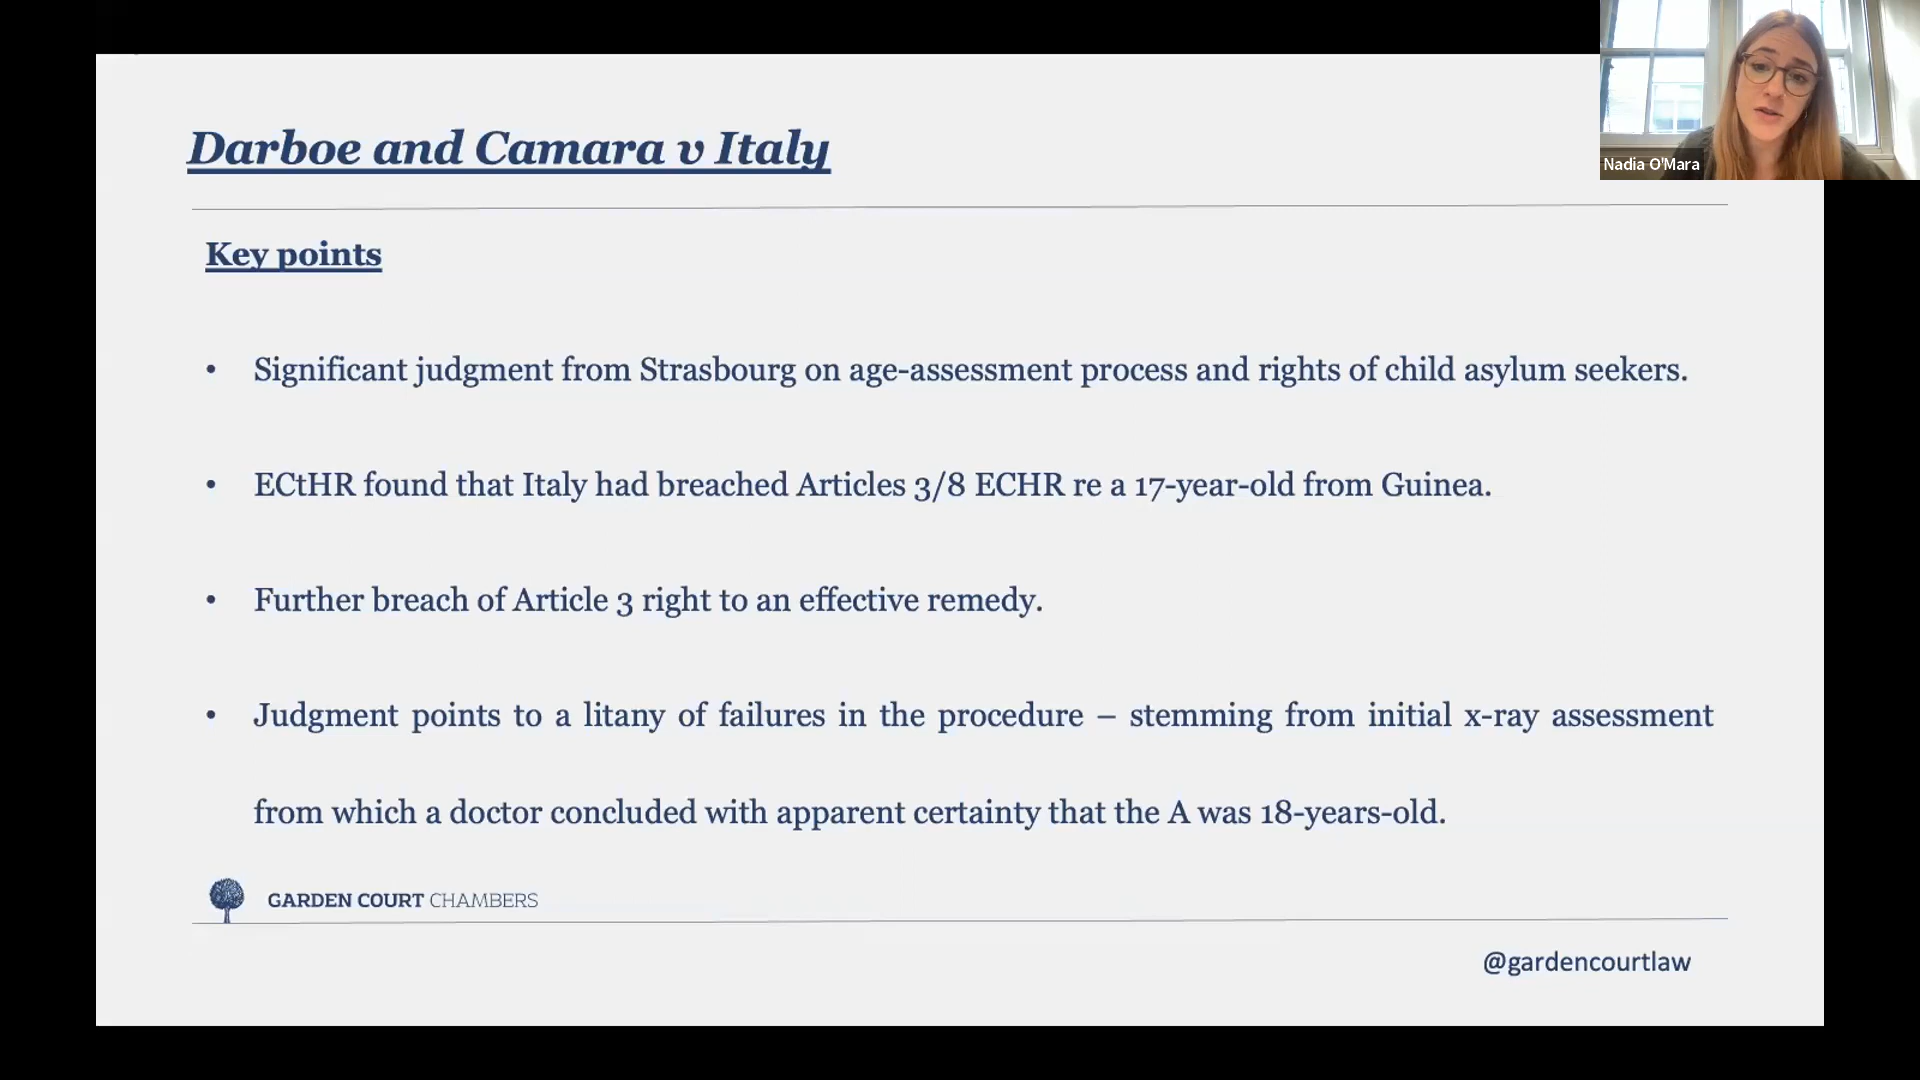 Darboe and Camara v Italy
Nadia O'Mara
Key points
• Significant judgment from Strasbourg on age-assessment process and rights of child asylum seekers.
• ECtHR found that Italy had breached Articles 3/8 ECHR re a 17-year-old from Guinea.
• Further breach of Article 3 right to an effective remedy.
• Judgment points to a litany of failures in the procedure – stemming from initial x-ray assessment
from which a doctor concluded with apparent certainty that the A was 18-years-old.
GARDEN COURT CHAMBERS
@gardencourtlaw